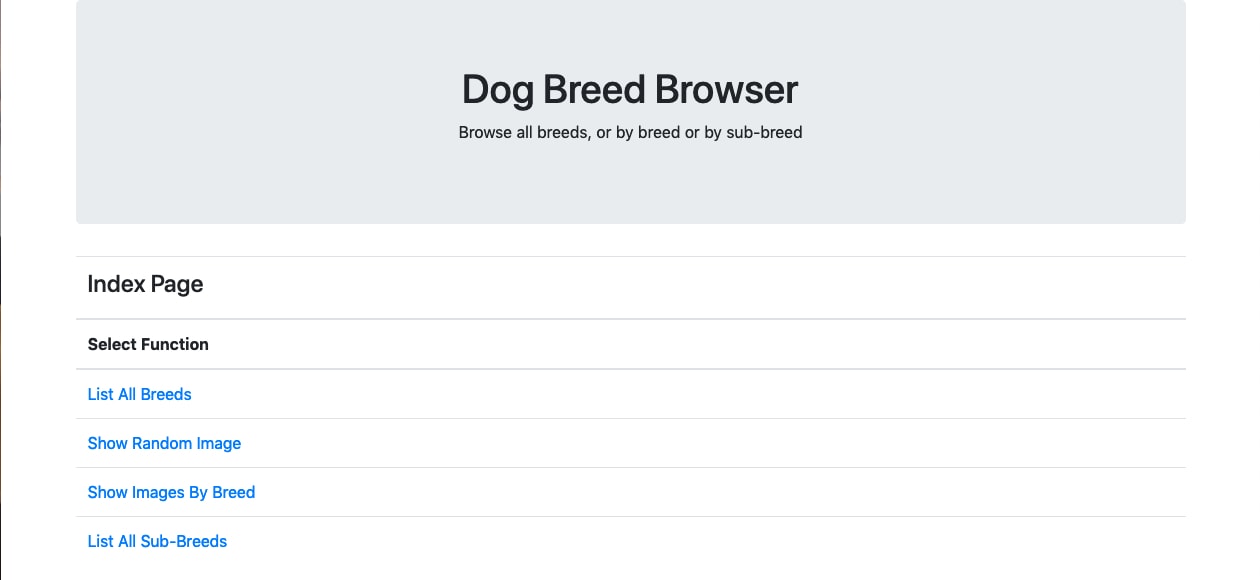 Dog Breed Browser
Browse all breeds, or by breed or by sub-breed
Index Page
Select Function
List All Breeds
Show Random Image
Show Images By Breed
List All Sub-Breeds